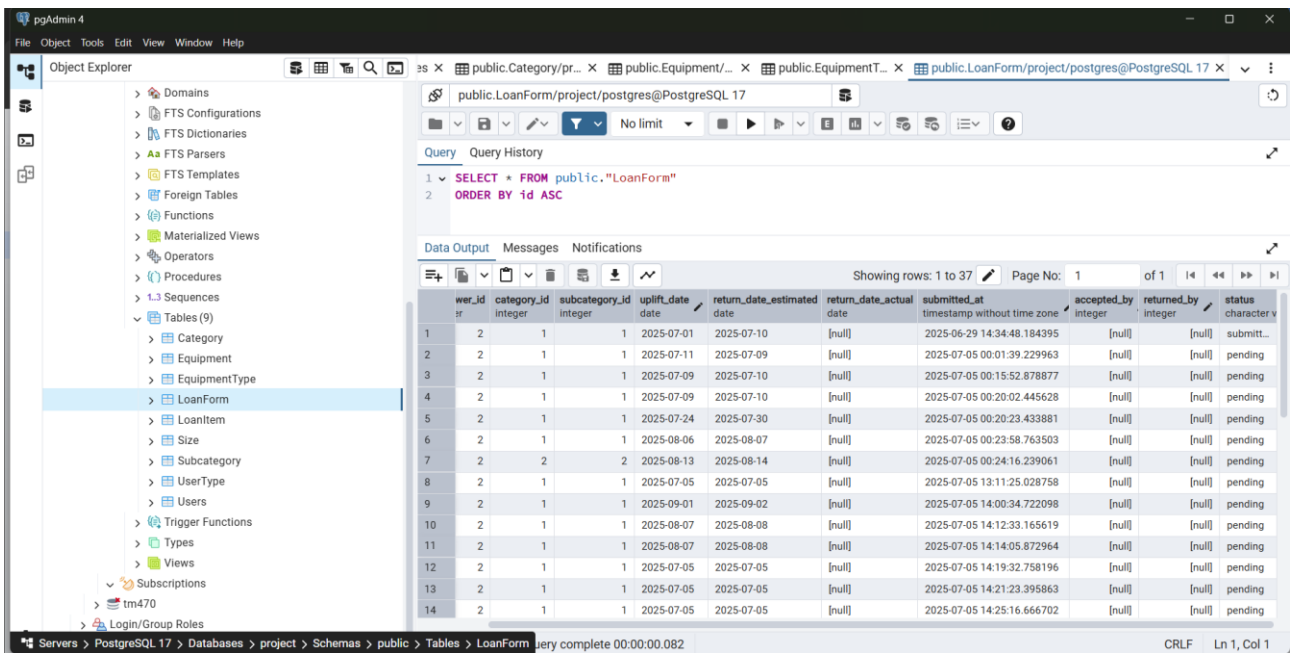 pgAdmin 4
File Object Tools Edit View Window Help
Object Explorer
Domains
FTS Configurations
FTS Dictionaries
Aa FTS Parsers
FTS Templates
Foreign Tables
Functions
Materialized Views
Operators
Procedures
1..3 Sequences
Tables (9)
Category
Equipment
EquipmentType
LoanForm
LoanItem
Size
Subcategory
UserType
Users
Trigger Functions
Types
Views
Subscriptions
tm470
Login/Group Roles
Servers > PostgreSQL 17 > Databases > project > Schemas > public > Tables > LoanForm
es public.Category/pr... public.Equipment/... public.EquipmentT... public.LoanForm/project/postgres@PostgreSQL 17
public.LoanForm/project/postgres@PostgreSQL 17
No limit E
Query Query History
1 SELECT * FROM public."LoanForm"
2 ORDER BY id ASC
Data Output Messages Notifications
Showing rows: 1 to 37 Page No: 1 of 1
wer_id category_id subcategory_id uplift_date return_date_estimated return_date_actual submitted_at accepted_by returned_by status
er integer integer date date date timestamp without time zone integer integer character v
1 2 1 1 2025-07-01 2025-07-10 [null] 2025-06-29 14:34:48.184395 [null] [null] submitt...
2 2 1 1 2025-07-11 2025-07-09 [null] 2025-07-05 00:01:39.229963 [null] [null] pending
3 2 1 1 2025-07-09 2025-07-10 [null] 2025-07-05 00:15:52.878877 [null] [null] pending
4 2 1 1 2025-07-09 2025-07-10 [null] 2025-07-05 00:20:02.445628 [null] [null] pending
5 2 1 1 2025-07-24 2025-07-30 [null] 2025-07-05 00:20:23.433881 [null] [null] pending
6 2 1 1 2025-08-06 2025-08-07 [null] 2025-07-05 00:23:58.763503 [null] [null] pending
7 2 2 2 2025-08-13 2025-08-14 [null] 2025-07-05 00:24:16.239061 [null] [null] pending
8 2 1 1 2025-07-05 2025-07-05 [null] 2025-07-05 13:11:25.028758 [null] [null] pending
9 2 1 1 2025-09-01 2025-09-02 [null] 2025-07-05 14:00:34.722098 [null] [null] pending
10 2 1 1 2025-08-07 2025-08-08 [null] 2025-07-05 14:12:33.165619 [null] [null] pending
11 2 1 1 2025-08-07 2025-08-08 [null] 2025-07-05 14:14:05.872964 [null] [null] pending
12 2 1 1 2025-07-05 2025-07-05 [null] 2025-07-05 14:19:32.758196 [null] [null] pending
13 2 1 1 2025-07-05 2025-07-05 [null] 2025-07-05 14:21:23.395863 [null] [null] pending
14 2 1 1 2025-07-05 2025-07-05 [null] 2025-07-05 14:25:16.666702 [null] [null] pending
uery complete 00:00:00.082 CRLF Ln 1, Col 1